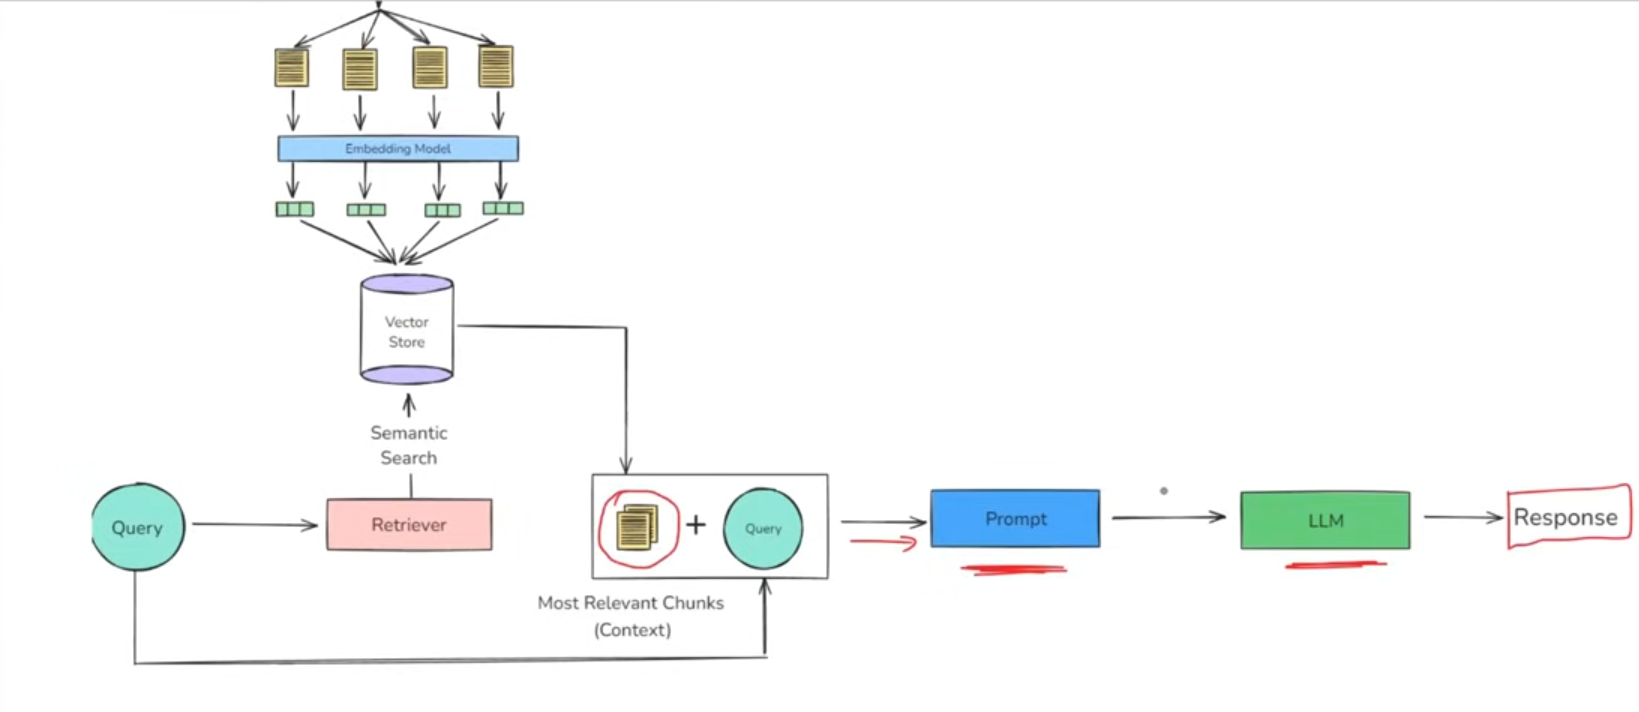 Embedding Model
Vector
Store
Semantic
Search
Query
Retriever
Query
Prompt
LLM
Response
Most Relevant Chunks
(Context)